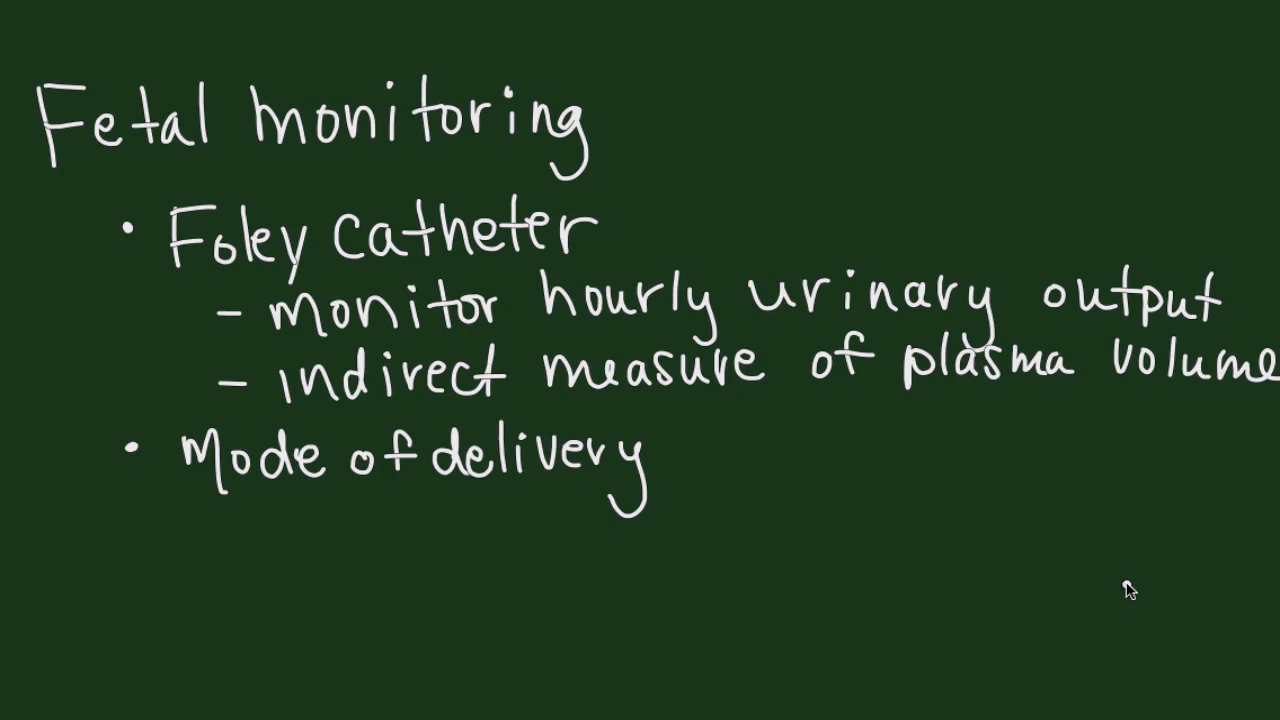 Fetal monitoring
• Foley catheter
- monitor hourly urinary output
- indirect measure of plasma volume
• Mode of delivery